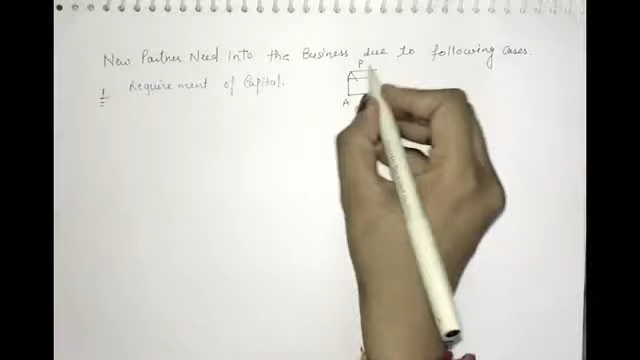 New Partner Need Into the Business due to following Cases.
1 Requirement of Capital.
P
A